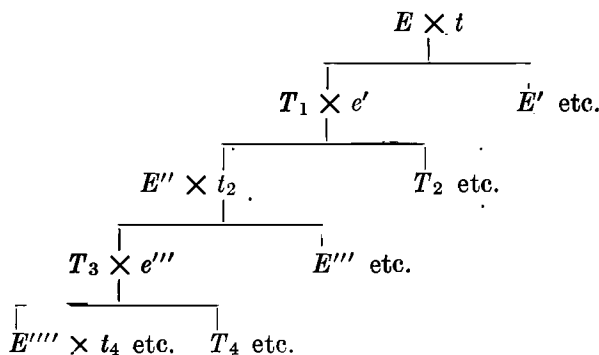 E × t
T₁ × e′ E′ etc.
E″ × t₂ T₂ etc.
T₃ × e‴ E‴ etc.
E⁗ × t₄ etc. T₄ etc.